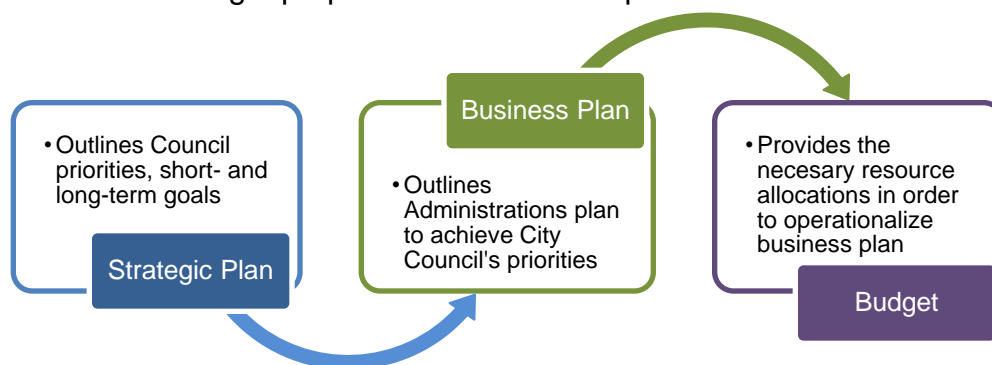 • Outlines Council
priorities, short- and
long-term goals
Strategic Plan
Business Plan
• Outlines
Administrations plan
to achieve City
Council's priorities
• Provides the
necesary resource
allocations in order
to operationalize
business plan
Budget